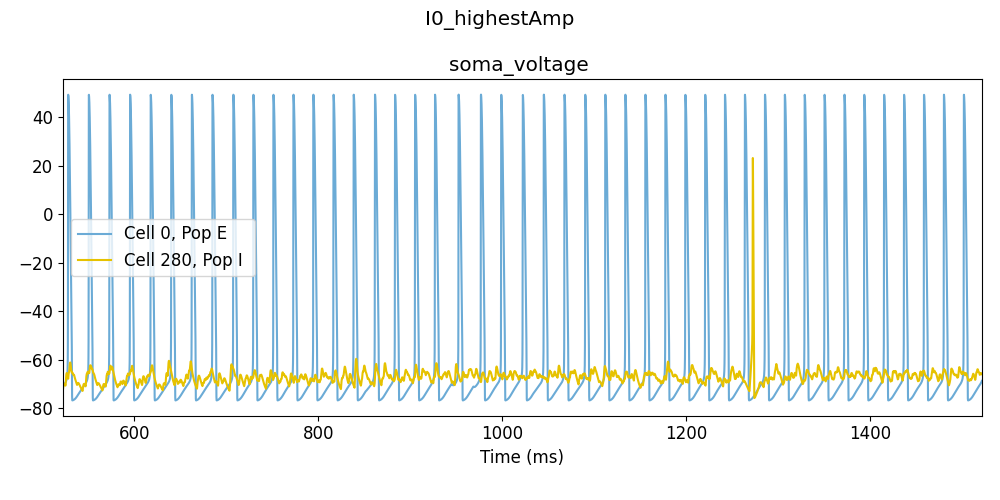 I0_highestAmp
soma_voltage
40
20
0
−20
−40
−60
−80
Cell 0, Pop E
Cell 280, Pop I
600
800
1000
1200
1400
Time (ms)